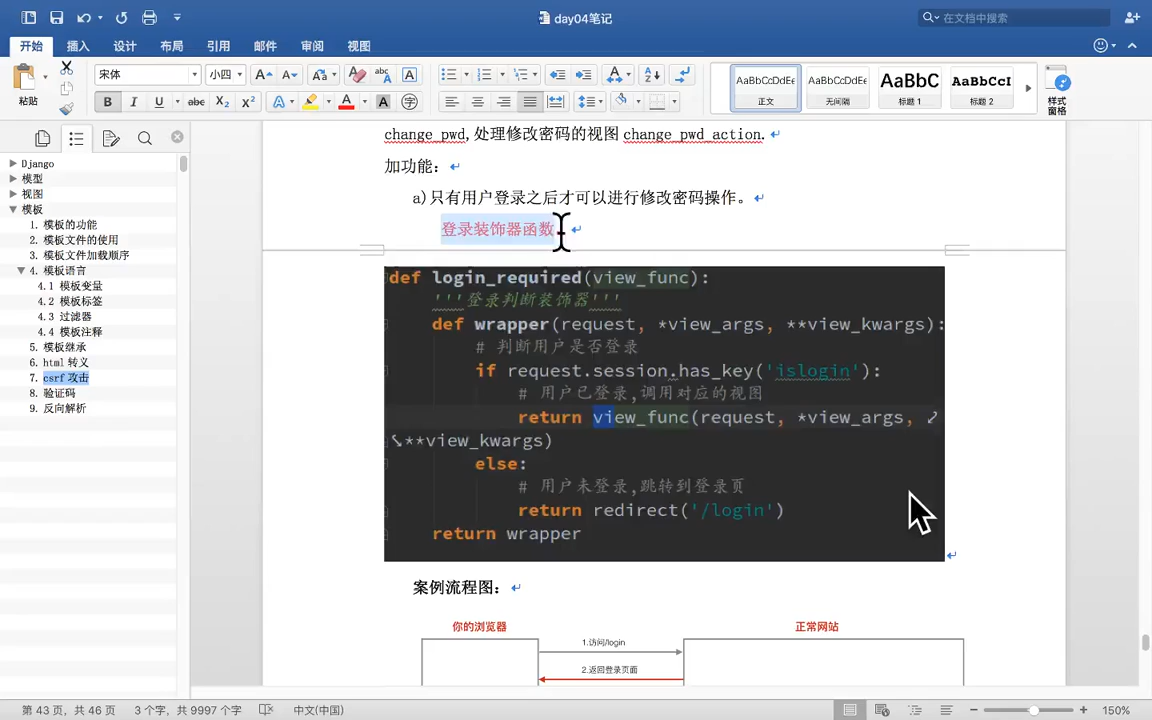 day04笔记
在文档中搜索
开始 插入 设计 布局 引用 邮件 审阅 视图
粘贴
宋体
小四
AaBbCcDdEe
正文
AaBbCcDdEe
无间隔
AaBbC
标题 1
AaBbCcI
标题 2
样式
窗格
Django
模型
视图
模板
1. 模板的功能
2. 模板文件的使用
3. 模板文件加载顺序
4. 模板语言
4.1 模板变量
4.2 模板标签
4.3 过滤器
4.4 模板注释
5. 模板继承
6. html 转义
7. csrf 攻击
8. 验证码
9. 反向解析
change_pwd,处理修改密码的视图 change_pwd_action.
加功能：
a)只有用户登录之后才可以进行修改密码操作。
登录装饰器函数
def login_required(view_func):
'''登录判断装饰器'''
def wrapper(request, *view_args, **view_kwargs):
# 判断用户是否登录
if request.session.has_key('islogin'):
# 用户已登录,调用对应的视图
return view_func(request, *view_args,
**view_kwargs)
else:
# 用户未登录,跳转到登录页
return redirect('/login')
return wrapper
案例流程图：
你的浏览器
正常网站
1.访问/login
2.返回登录页面
第 43 页，共 46 页
3 个字，共 9997 个字
中文(中国)
150%